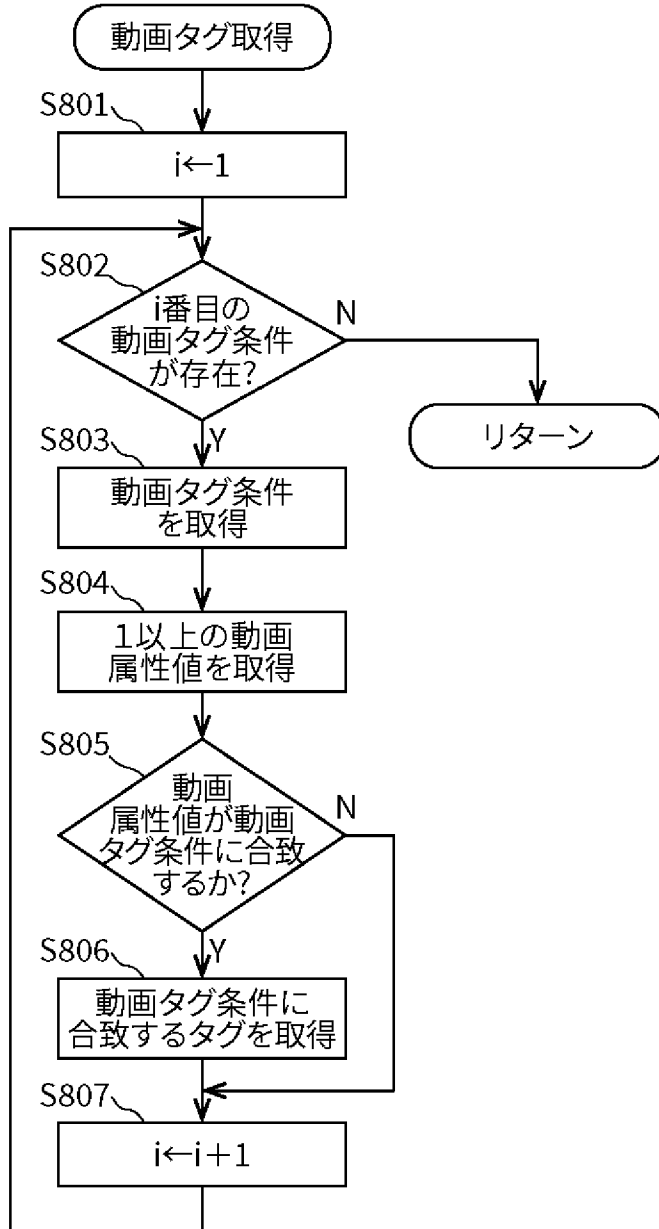 動画タグ取得
S801
i←1
S802
i番目の
動画タグ条件
が存在?
N
Y
リターン
S803
動画タグ条件
を取得
S804
1以上の動画
属性値を取得
S805
動画
属性値が動画
タグ条件に合致
するか?
N
Y
S806
動画タグ条件に
合致するタグを取得
S807
i←i+1